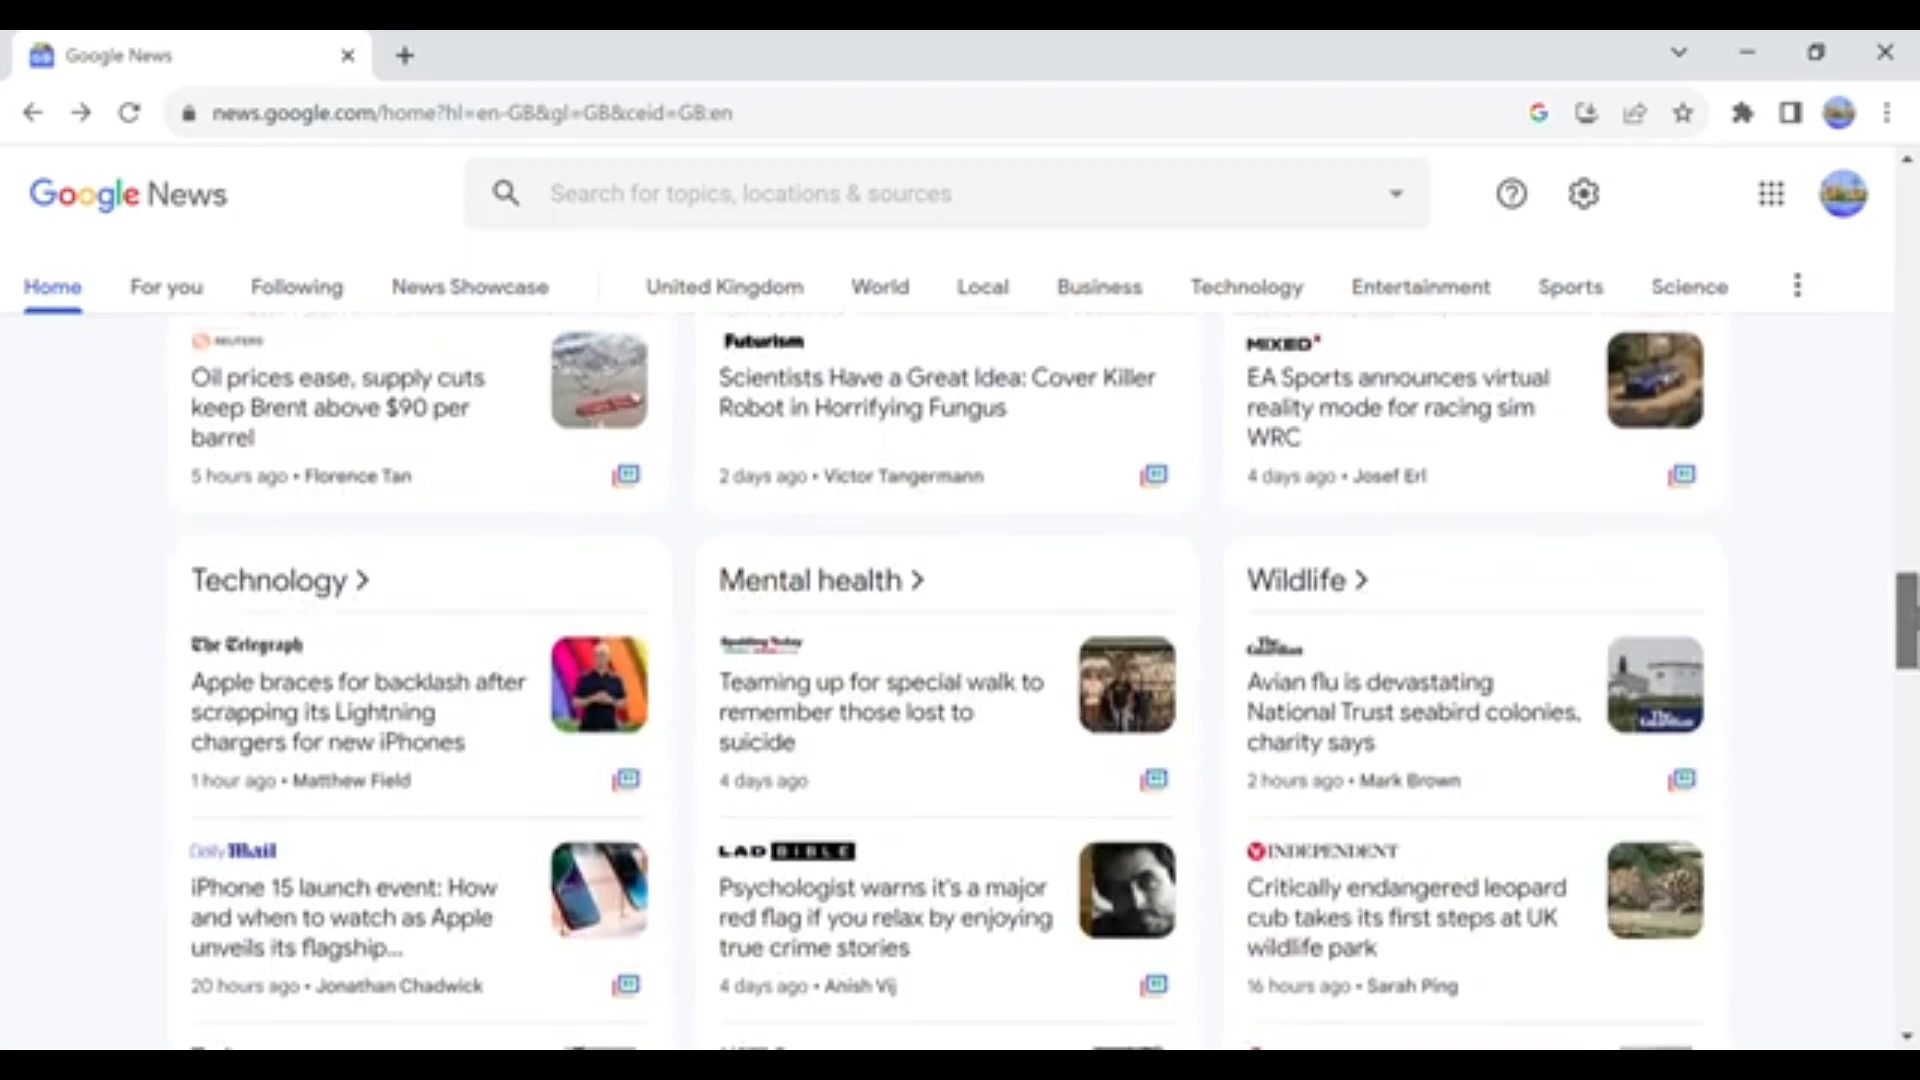 Google News
news.google.com/home?hl=en-GB&gl=GB&ceid=GB:en
Google News
Search for topics, locations & sources
Home For you Following News Showcase United Kingdom World Local Business Technology Entertainment Sports Science
REUTERS
Oil prices ease, supply cuts
keep Brent above $90 per
barrel
5 hours ago • Florence Tan
Futurism
Scientists Have a Great Idea: Cover Killer
Robot in Horrifying Fungus
2 days ago • Victor Tangermann
MIXED
EA Sports announces virtual
reality mode for racing sim
WRC
4 days ago • Josef Erl
Technology >
The Telegraph
Apple braces for backlash after
scrapping its Lightning
chargers for new iPhones
1 hour ago • Matthew Field
Daily Mail
iPhone 15 launch event: How
and when to watch as Apple
unveils its flagship...
20 hours ago • Jonathan Chadwick
Mental health >
Spalding Today
Teaming up for special walk to
remember those lost to
suicide
4 days ago
LAD BIBLE
Psychologist warns it's a major
red flag if you relax by enjoying
true crime stories
4 days ago • Anish Vij
Wildlife >
The Guardian
Avian flu is devastating
National Trust seabird colonies,
charity says
2 hours ago • Mark Brown
INDEPENDENT
Critically endangered leopard
cub takes its first steps at UK
wildlife park
16 hours ago • Sarah Ping